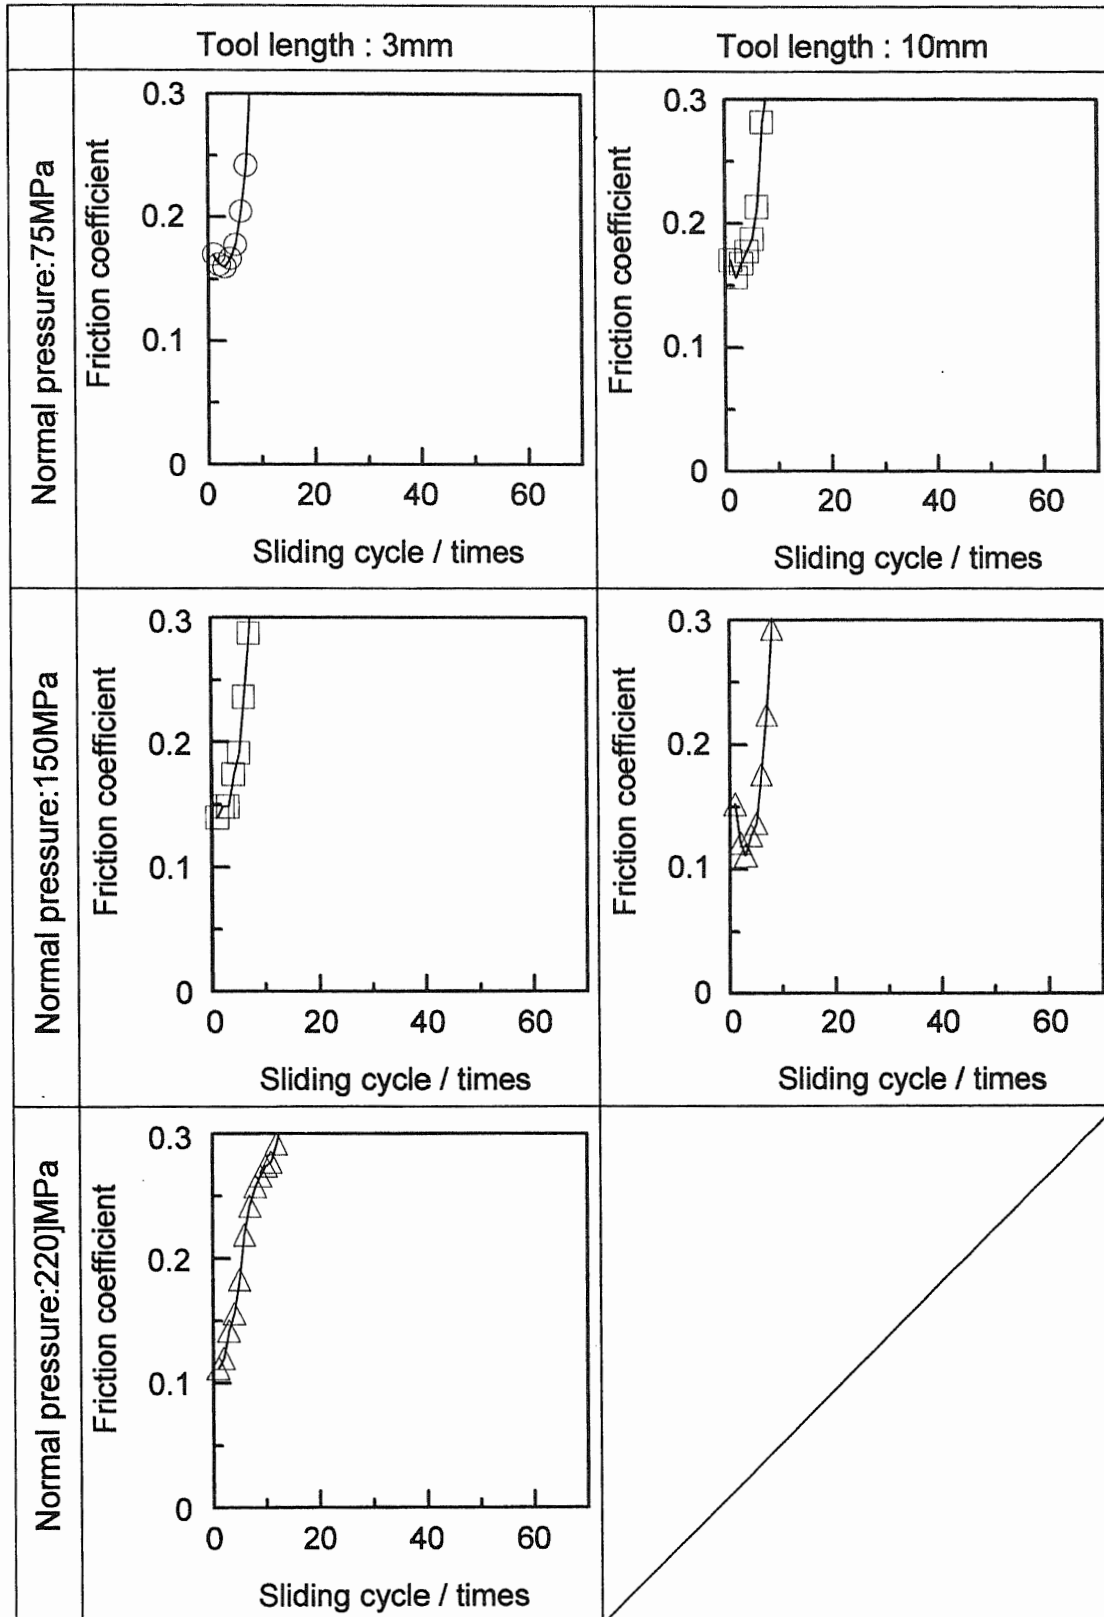 Tool length : 3mm
Tool length : 10mm
Normal pressure:75MPa
Friction coefficient
0.3
0.2
0.1
0
0
20
40
60
Sliding cycle / times
Friction coefficient
0.3
0.2
0.1
0
0
20
40
60
Sliding cycle / times
Normal pressure:150MPa
Friction coefficient
0.3
0.2
0.1
0
0
20
40
60
Sliding cycle / times
Friction coefficient
0.3
0.2
0.1
0
0
20
40
60
Sliding cycle / times
Normal pressure:220]MPa
Friction coefficient
0.3
0.2
0.1
0
0
20
40
60
Sliding cycle / times